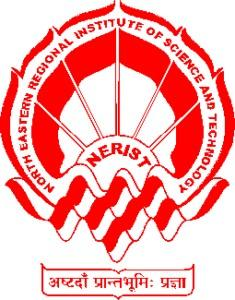 NORTH EASTERN REGIONAL INSTITUTE OF SCIENCE AND TECHNOLOGY
NERIST
अष्टदाँ प्रान्तभूमिः प्रज्ञा